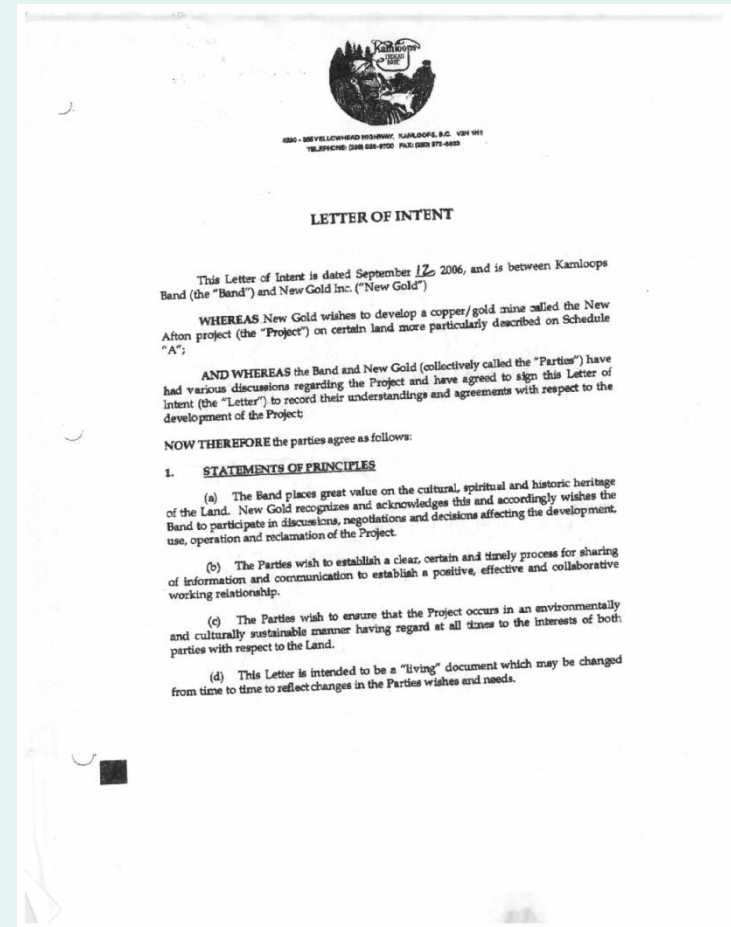 Kamloops
INDIAN
BAND
LETTER OF INTENT
This Letter of Intent is dated September 12, 2006, and is between Kamloops
Band (the "Band") and New Gold Inc. ("New Gold")
WHEREAS New Gold wishes to develop a copper/gold mine called the New
Afton project (the "Project") on certain land more particularly described on Schedule
"A";
AND WHEREAS the Band and New Gold (collectively called the "Parties") have
had various discussions regarding the Project and have agreed to sign this Letter of
Intent (the "Letter") to record their understandings and agreements with respect to the
development of the Project;
NOW THEREFORE the parties agree as follows:
1. STATEMENTS OF PRINCIPLES
(a) The Band places great value on the cultural, spiritual and historic heritage
of the Land. New Gold recognizes and acknowledges this and accordingly wishes the
Band to participate in discussions, negotiations and decisions affecting the development,
use, operation and reclamation of the Project.
(b) The Parties wish to establish a clear, certain and timely process for sharing
of information and communication to establish a positive, effective and collaborative
working relationship.
(c) The Parties wish to ensure that the Project occurs in an environmentally
and culturally sustainable manner having regard at all times to the interests of both
parties with respect to the Land.
(d) This Letter is intended to be a "living" document which may be changed
from time to time to reflect changes in the Parties wishes and needs.